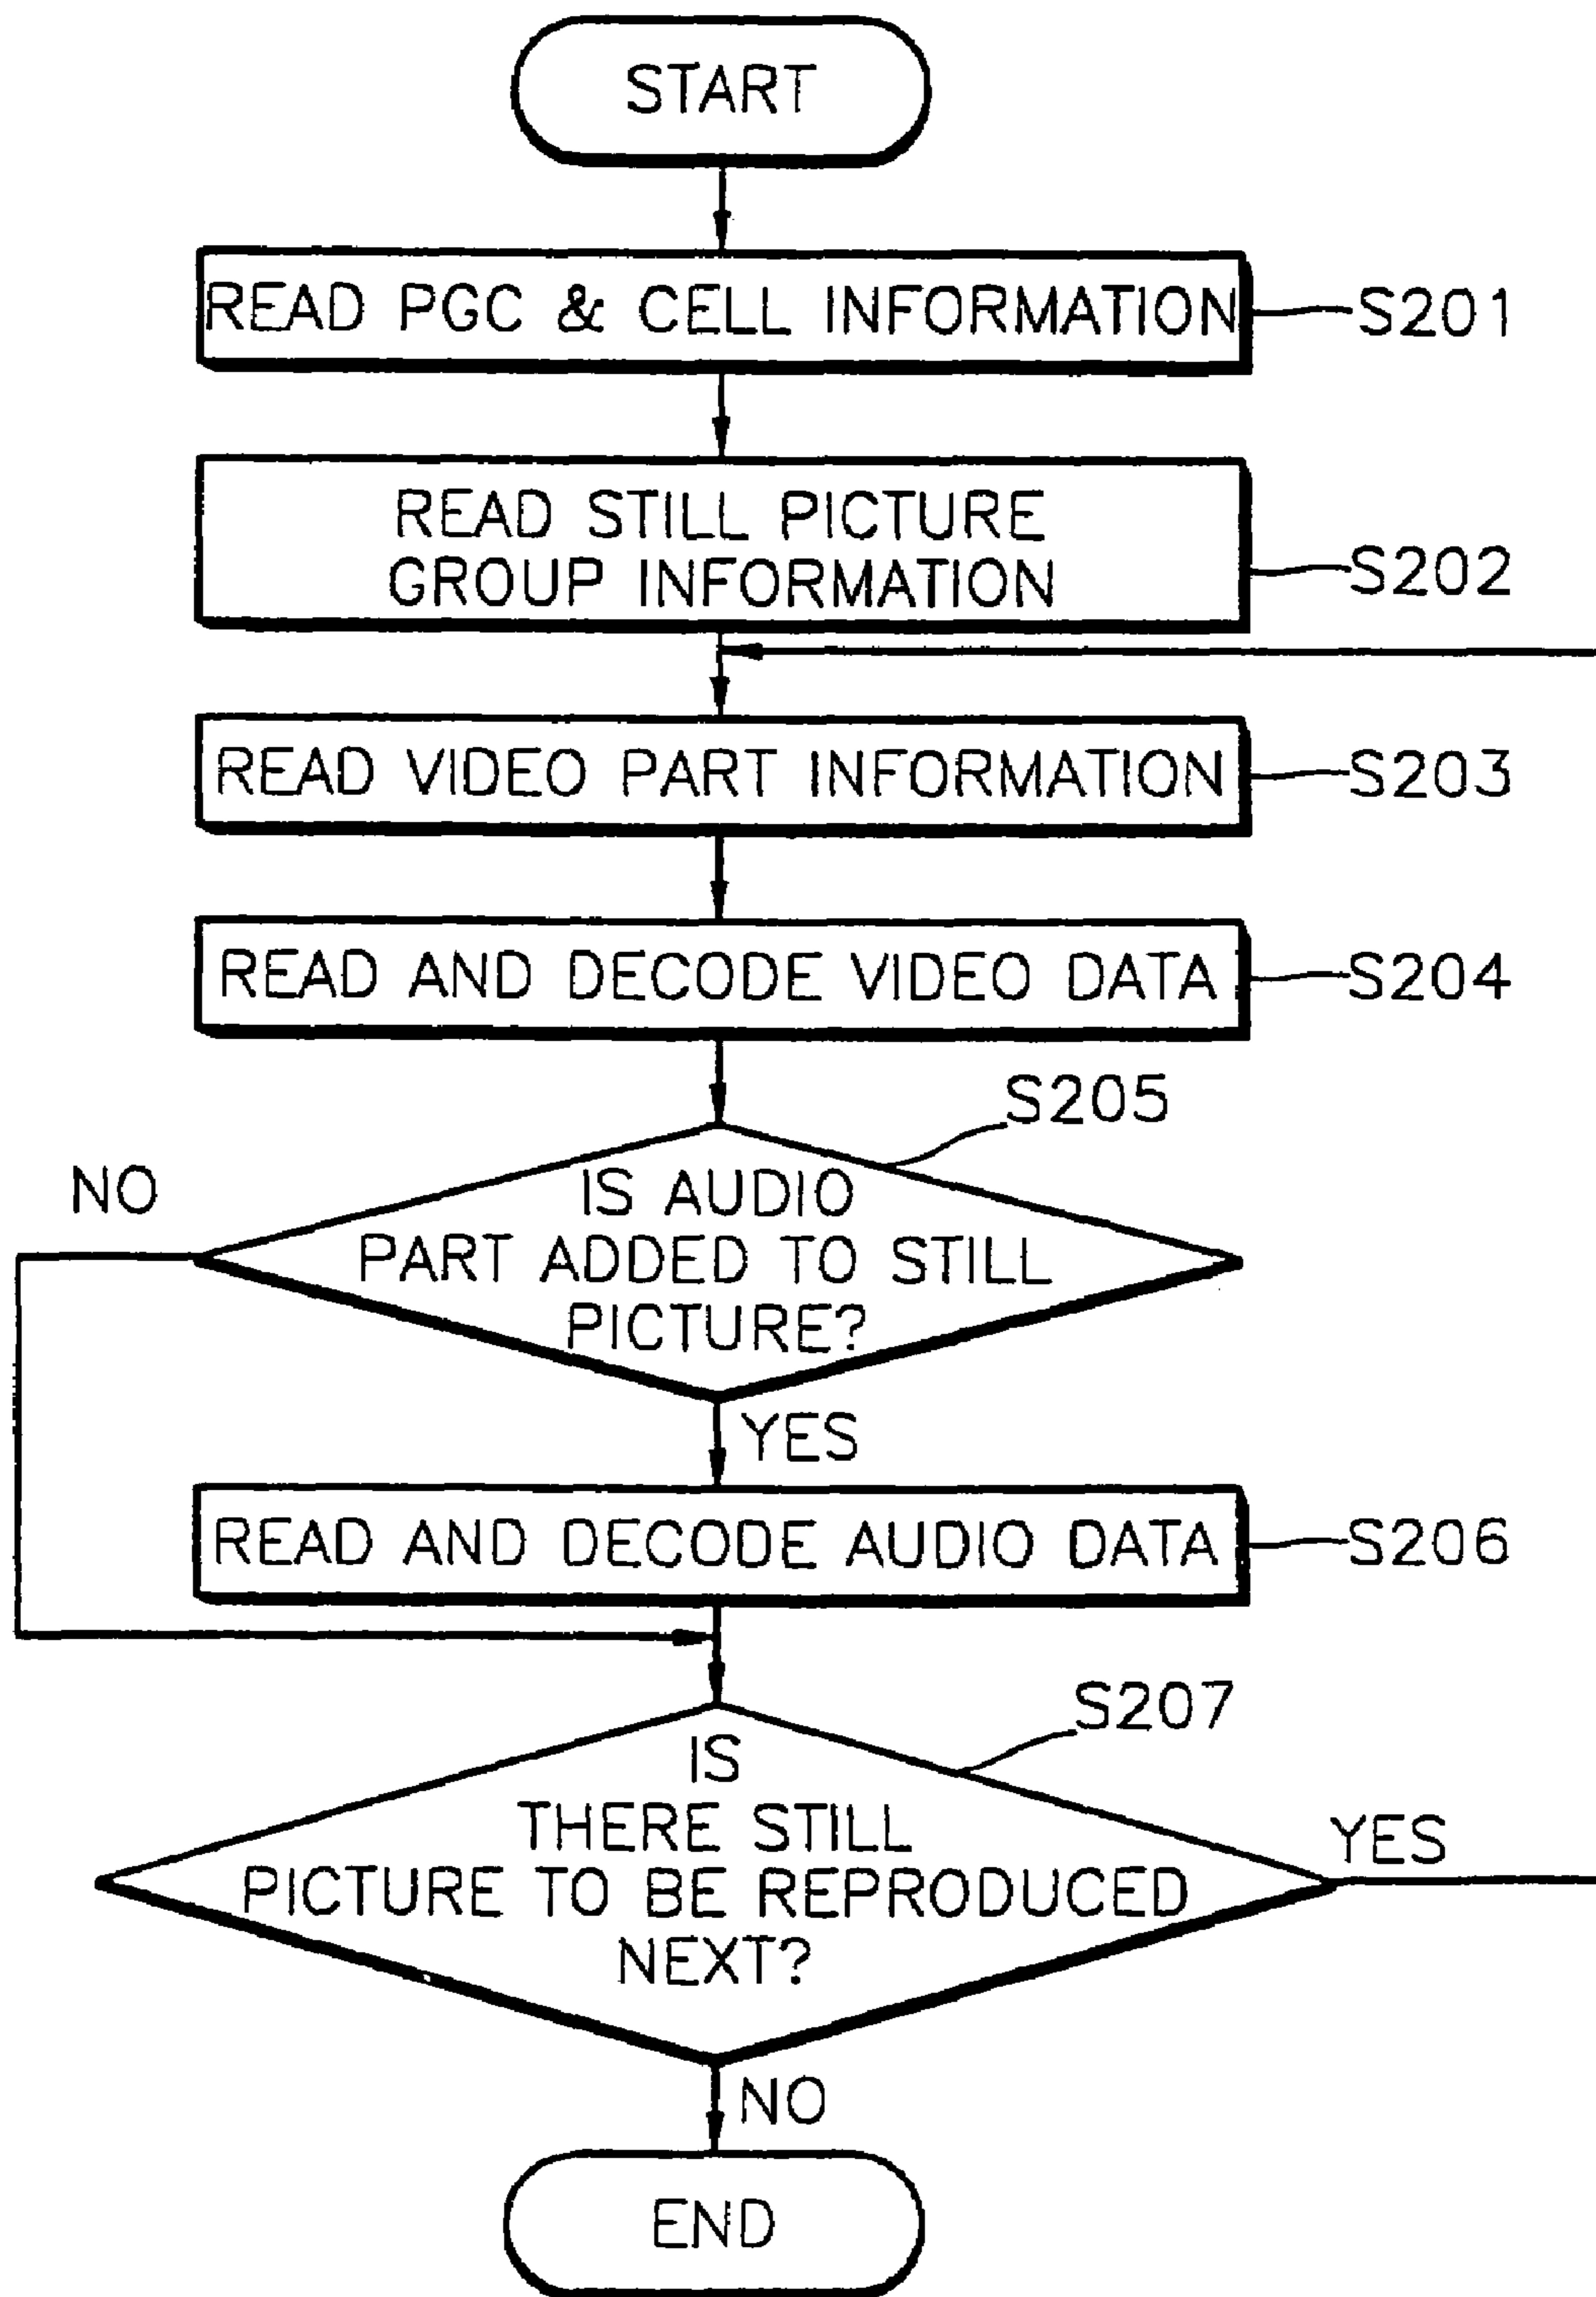 START
READ PGC & CELL INFORMATION
S201
READ STILL PICTURE
GROUP INFORMATION
S202
READ VIDEO PART INFORMATION
S203
READ AND DECODE VIDEO DATA
S204
S205
NO
IS AUDIO
PART ADDED TO STILL
PICTURE?
YES
READ AND DECODE AUDIO DATA
S206
S207
IS
THERE STILL
PICTURE TO BE REPRODUCED
NEXT?
YES
NO
END